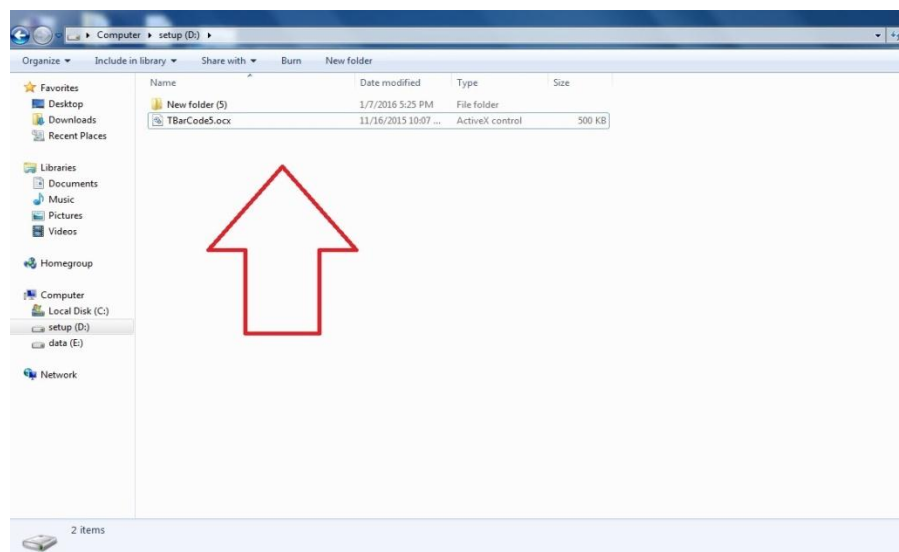 Computer ▸ setup (D:) ▸
Organize ▾ Include in library ▾ Share with ▾ Burn New folder
Name Date modified Type Size
New folder (5) 1/7/2016 5:25 PM File folder
TBarCode5.ocx 11/16/2015 10:07 ... ActiveX control 500 KB
Favorites
Desktop
Downloads
Recent Places
Libraries
Documents
Music
Pictures
Videos
Homegroup
Computer
Local Disk (C:)
setup (D:)
data (E:)
Network
2 items